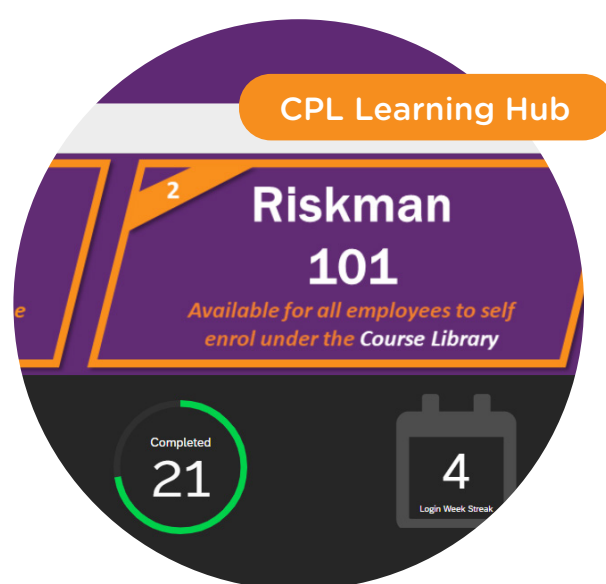 CPL Learning Hub
2
Riskman
101
e
Available for all employees to self
enrol under the Course Library
Completed
21
4
Login Week Streak